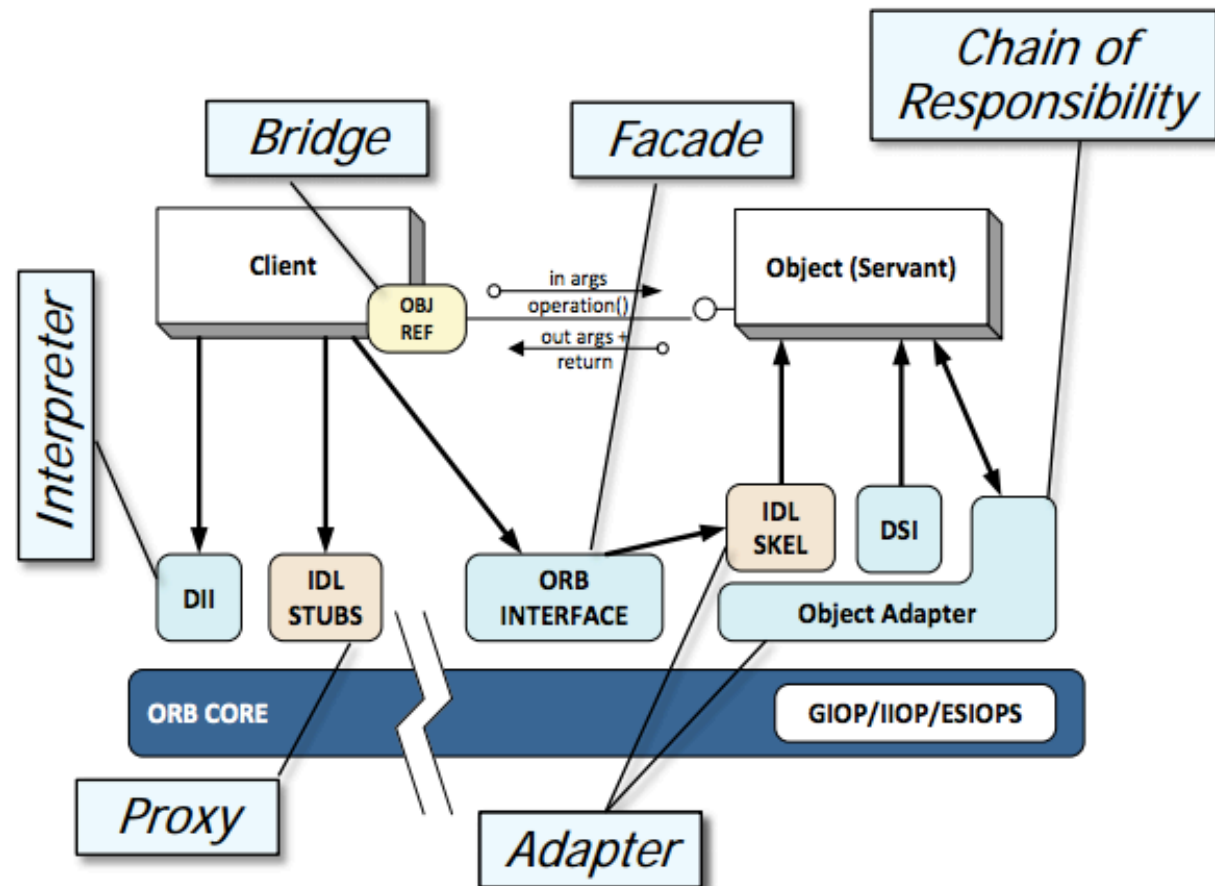 Chain of
Responsibility
Bridge
Facade
Client
Object (Servant)
in args
operation()
out args +
return
OBJ
REF
Interpreter
DII
IDL
STUBS
ORB
INTERFACE
IDL
SKEL
DSI
Object Adapter
ORB CORE
GIOP/IIOP/ESIOPS
Proxy
Adapter